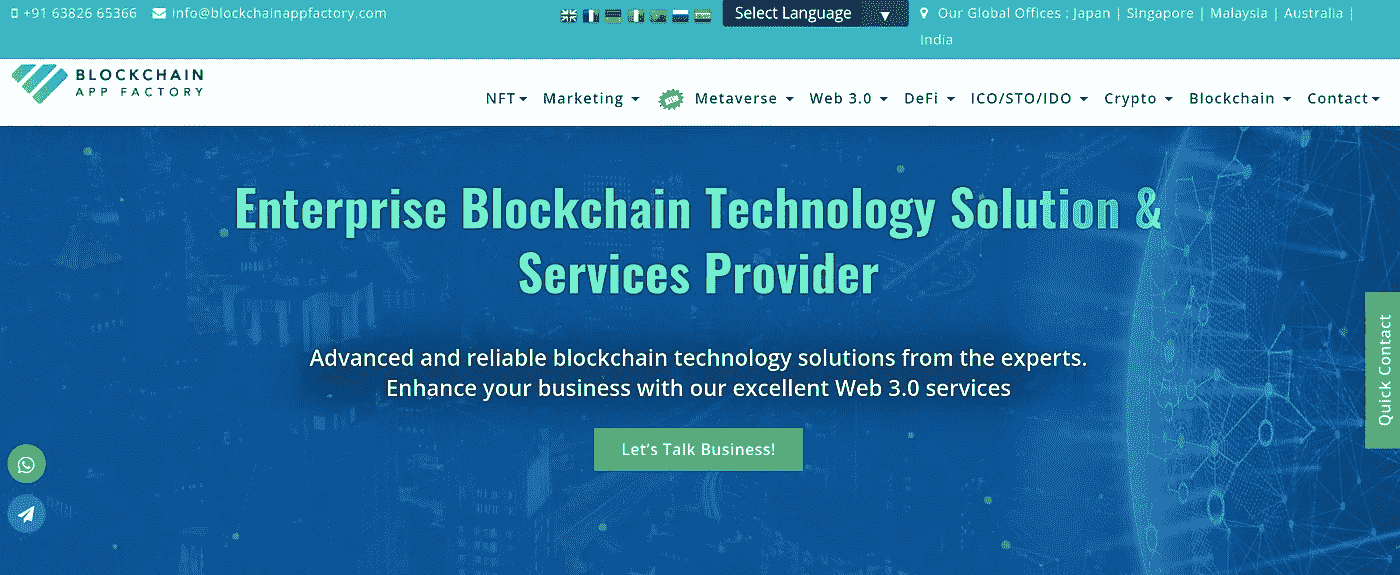 +91 63826 65366 info@blockchainappfactory.com Select Language Our Global Offices : Japan | Singapore | Malaysia | Australia |
India
BLOCKCHAIN
APP FACTORY
NFT Marketing NEW Metaverse Web 3.0 DeFi ICO/STO/IDO Crypto Blockchain Contact
Enterprise Blockchain Technology Solution &
Services Provider
Advanced and reliable blockchain technology solutions from the experts.
Enhance your business with our excellent Web 3.0 services
Let's Talk Business!
Quick Contact